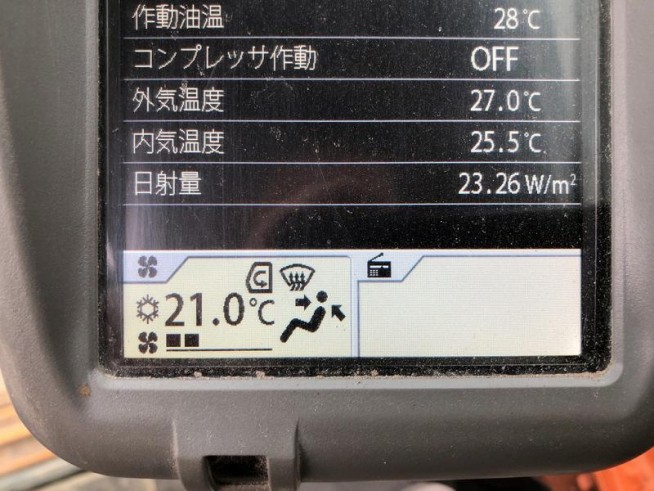 作動油温 28℃
コンプレッサ作動 OFF
外気温度 27.0℃
内気温度 25.5℃
日射量 23.26 W/m²
21.0℃